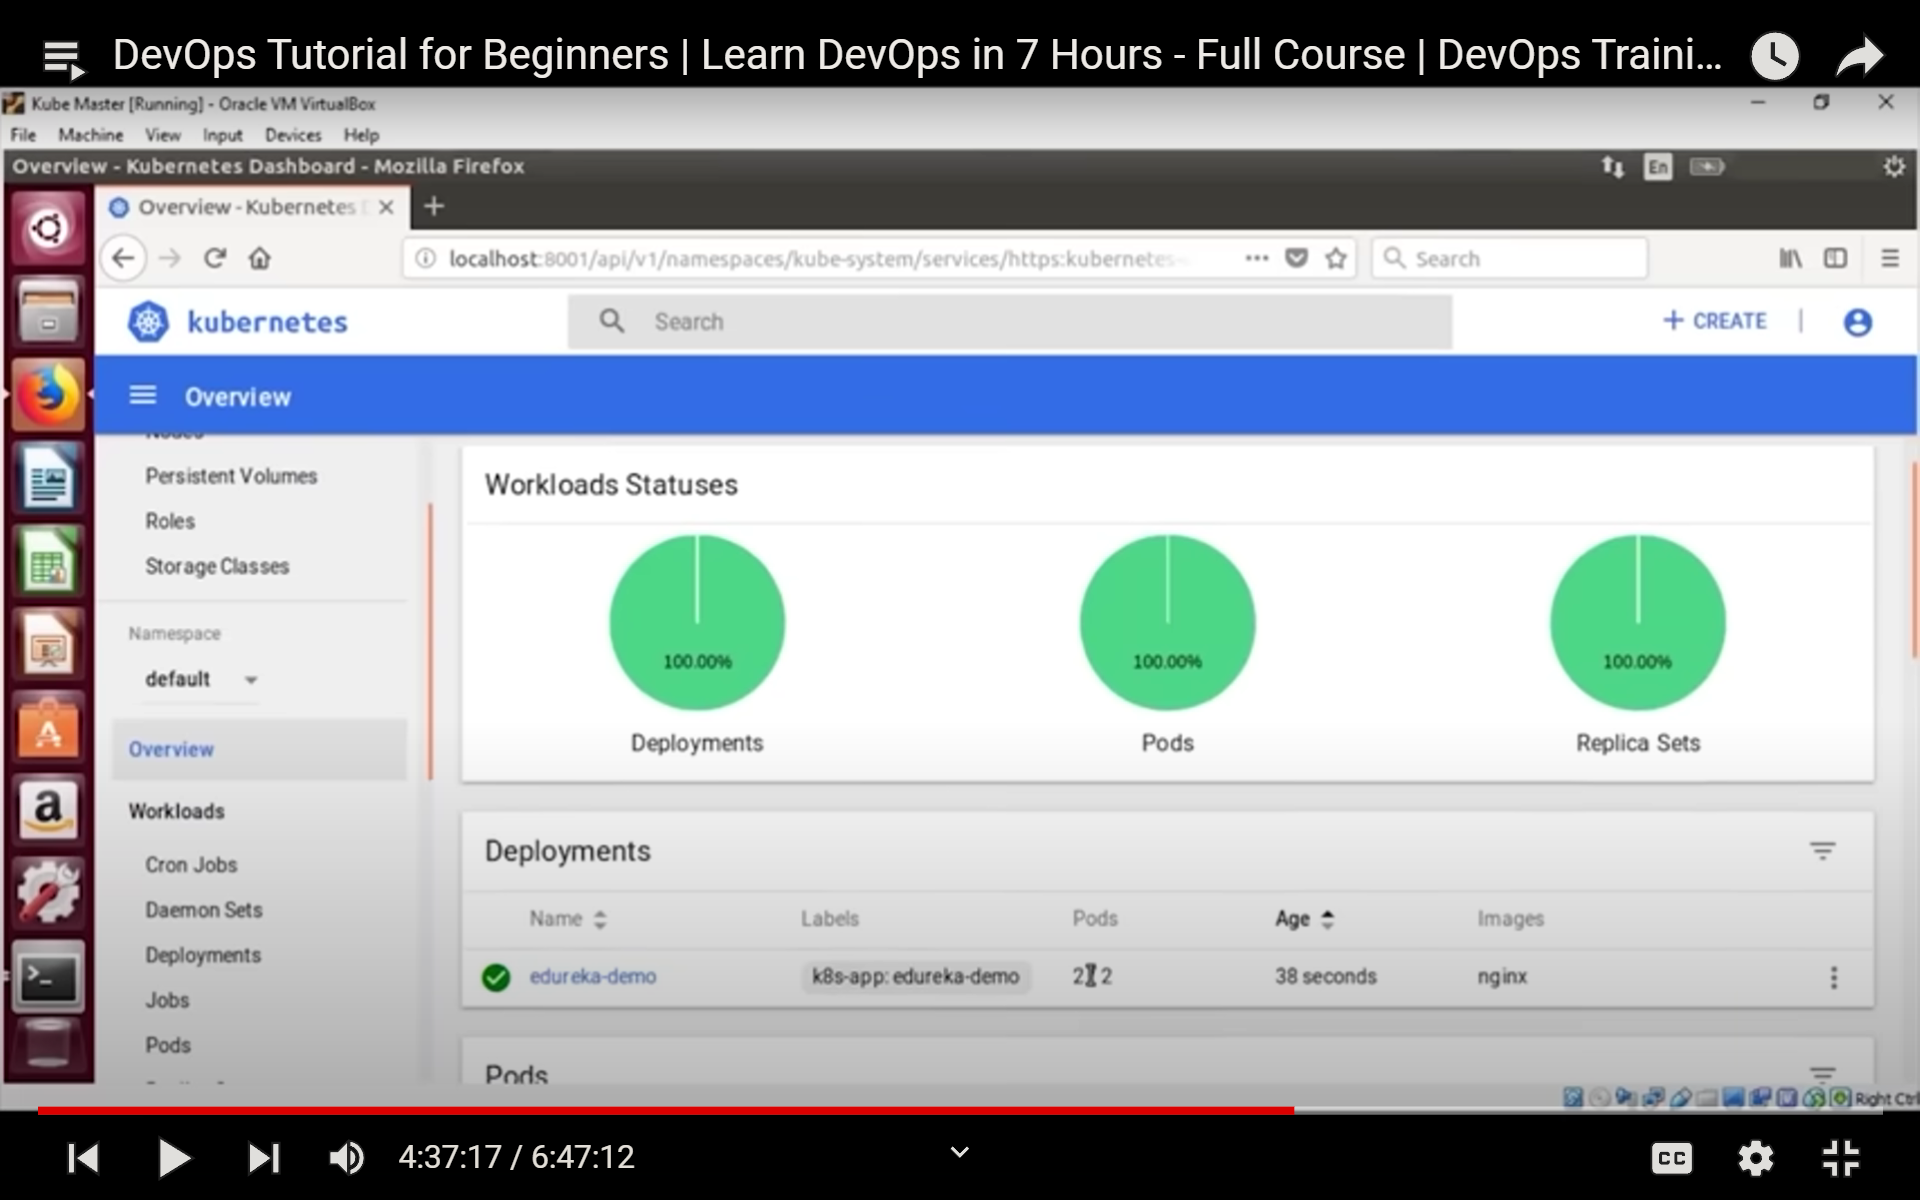 DevOps Tutorial for Beginners | Learn DevOps in 7 Hours - Full Course | DevOps Traini...
Kube Master [Running] - Oracle VM VirtualBox
File Machine View Input Devices Help
Overview - Kubernetes Dashboard - Mozilla Firefox
En
Overview - Kubernetes
localhost:8001/api/v1/namespaces/kube-system/services/https:kubernetes-
Search
kubernetes
Search
+ CREATE
Overview
Persistent Volumes
Roles
Storage Classes
Namespace
default
Overview
Workloads
Cron Jobs
Daemon Sets
Deployments
Jobs
Pods
Workloads Statuses
100.00% 100.00% 100.00%
Deployments Pods Replica Sets
Deployments
Name Labels Pods Age Images
edureka-demo k8s-app: edureka-demo 2 2 38 seconds nginx
Pods
Right Ctrl
4:37:17 / 6:47:12
CC